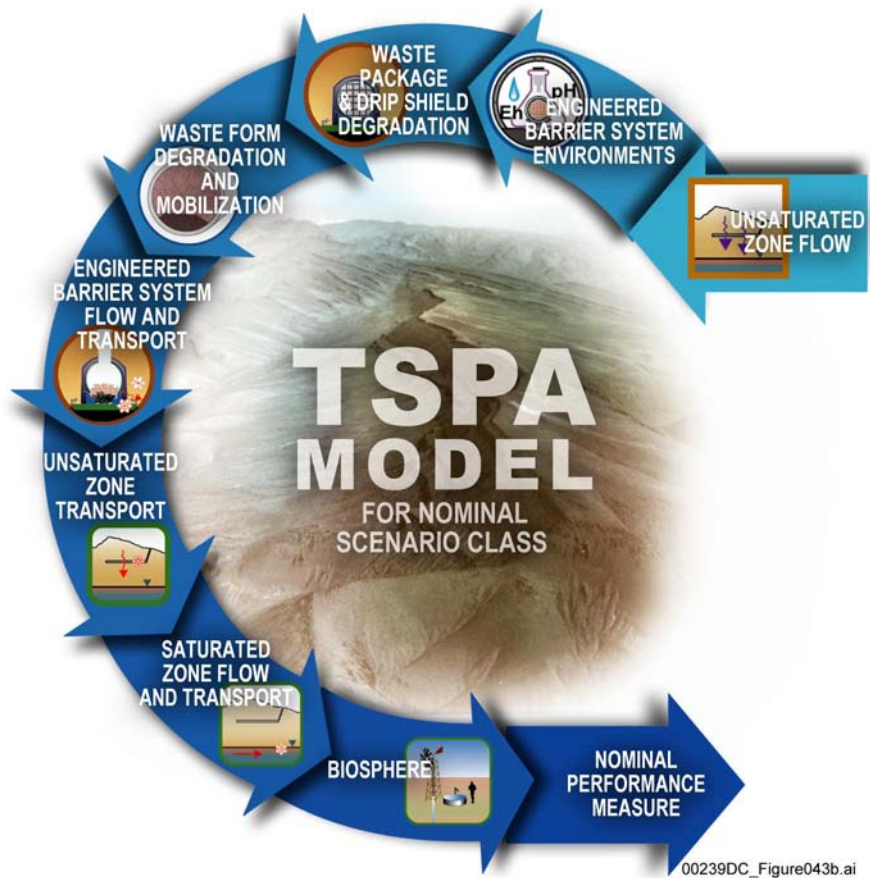 UNSATURATED
ZONE FLOW
Eh
pH
ENGINEERED
BARRIER SYSTEM
ENVIRONMENTS
WASTE
PACKAGE
& DRIP SHIELD
DEGRADATION
WASTE FORM
DEGRADATION
AND
MOBILIZATION
ENGINEERED
BARRIER SYSTEM
FLOW AND
TRANSPORT
UNSATURATED
ZONE
TRANSPORT
SATURATED
ZONE FLOW
AND TRANSPORT
BIOSPHERE
NOMINAL
PERFORMANCE
MEASURE
TSPA
MODEL
FOR NOMINAL
SCENARIO CLASS
00239DC_Figure043b.ai